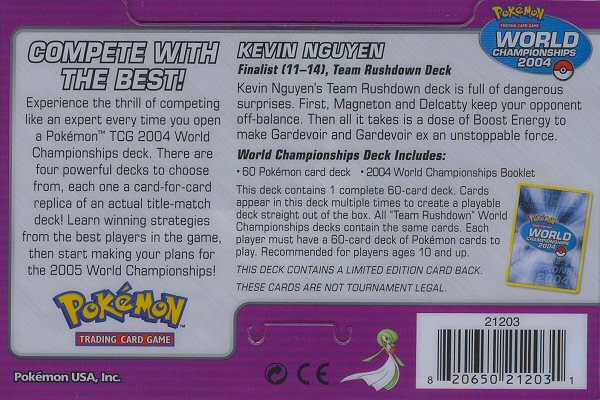 COMPETE WITH
THE BEST!
Experience the thrill of competing
like an expert every time you open
a Pokémon™ TCG 2004 World
Championships deck. There are
four powerful decks to choose
from, each one a card-for-card
replica of an actual title-match
deck! Learn winning strategies
from the best players in the game,
then start making your plans for
the 2005 World Championships!
Pokémon™
TRADING CARD GAME
Pokémon USA, Inc.
KEVIN NGUYEN
Finalist (11–14), Team Rushdown Deck
Kevin Nguyen's Team Rushdown deck is full of dangerous
surprises. First, Magneton and Delcatty keep your opponent
off-balance. Then all it takes is a dose of Boost Energy to
make Gardevoir and Gardevoir ex an unstoppable force.
World Championships Deck Includes:
• 60 Pokémon card deck • 2004 World Championships Booklet
This deck contains 1 complete 60-card deck. Cards
appear in this deck multiple times to create a playable
deck straight out of the box. All "Team Rushdown" World
Championships decks contain the same cards. Each
player must have a 60-card deck of Pokémon cards to
play. Recommended for players ages 10 and up.
THIS DECK CONTAINS A LIMITED EDITION CARD BACK.
THESE CARDS ARE NOT TOURNAMENT LEGAL.
Pokémon
TRADING CARD GAME
WORLD
CHAMPIONSHIPS
2004
Pokémon
WORLD
CHAMPIONSHIPS
2004
0-3
CE
21203
8 20650 21203 1